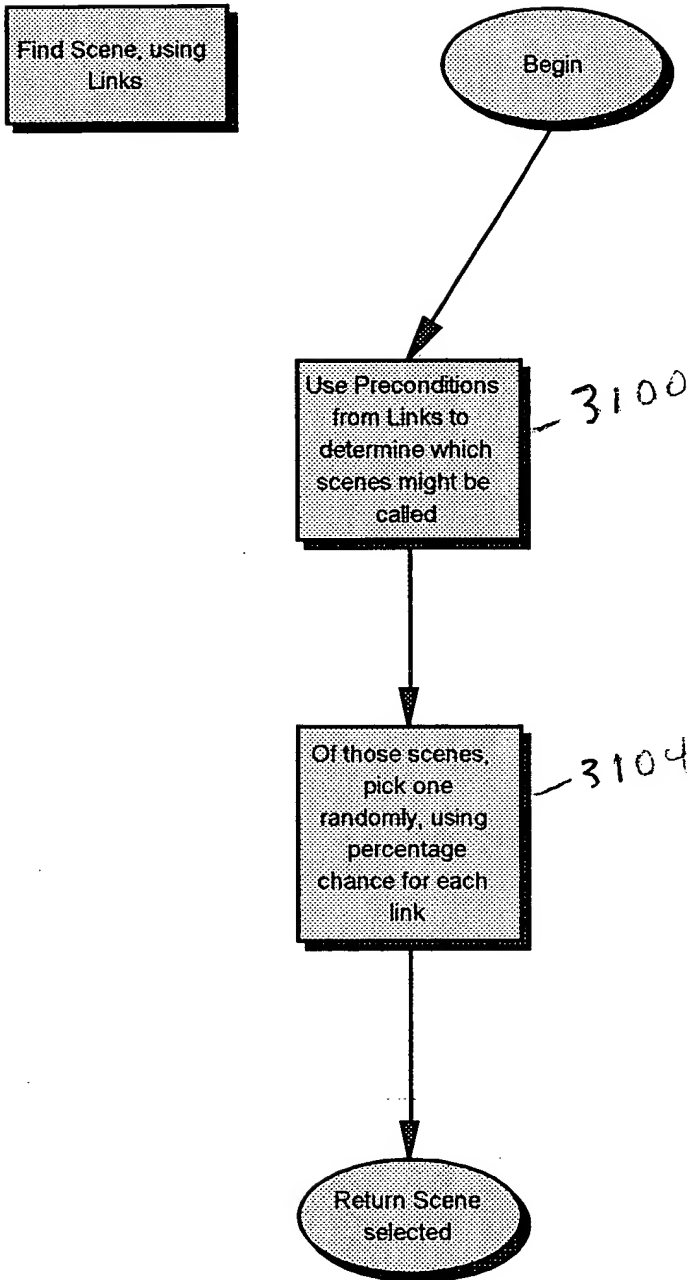 Find Scene, using
Links
Begin
Use Preconditions
from Links to
determine which
scenes might be
called
3100
Of those scenes,
pick one
randomly, using
percentage
chance for each
link
3104
Return Scene
selected